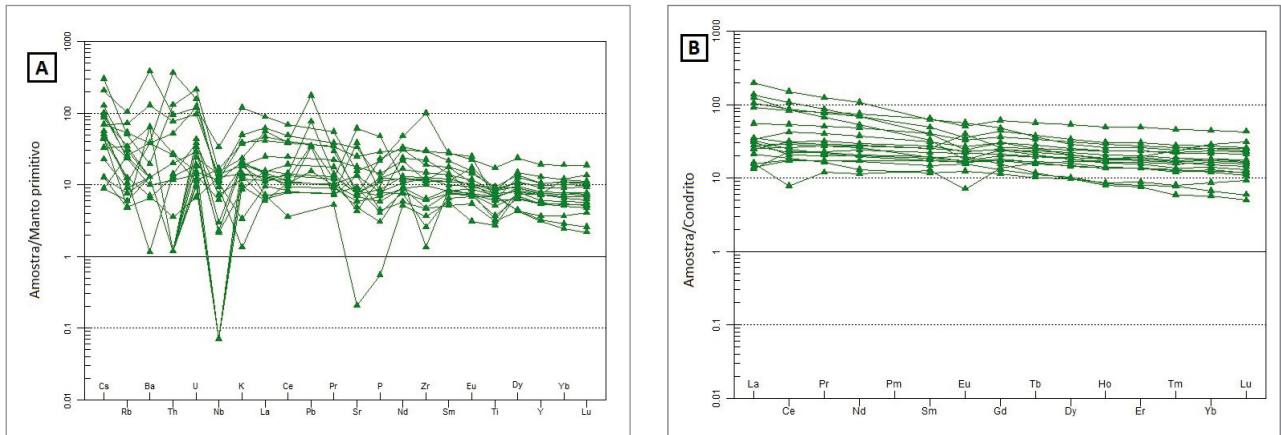 A
Amostra/Manto primitivo
1000
100
10
1
0.1
0.01
Cs Ba U K Ce Pr P Zr Eu Dy Yb
Rb Th Nb La Pb Sr Nd Sm Ti Y Lu
B
Amostra/Condrito
1000
100
10
1
0.1
0.01
La Pr Pm Eu Tb Ho Tm Lu
Ce Nd Sm Gd Dy Er Yb